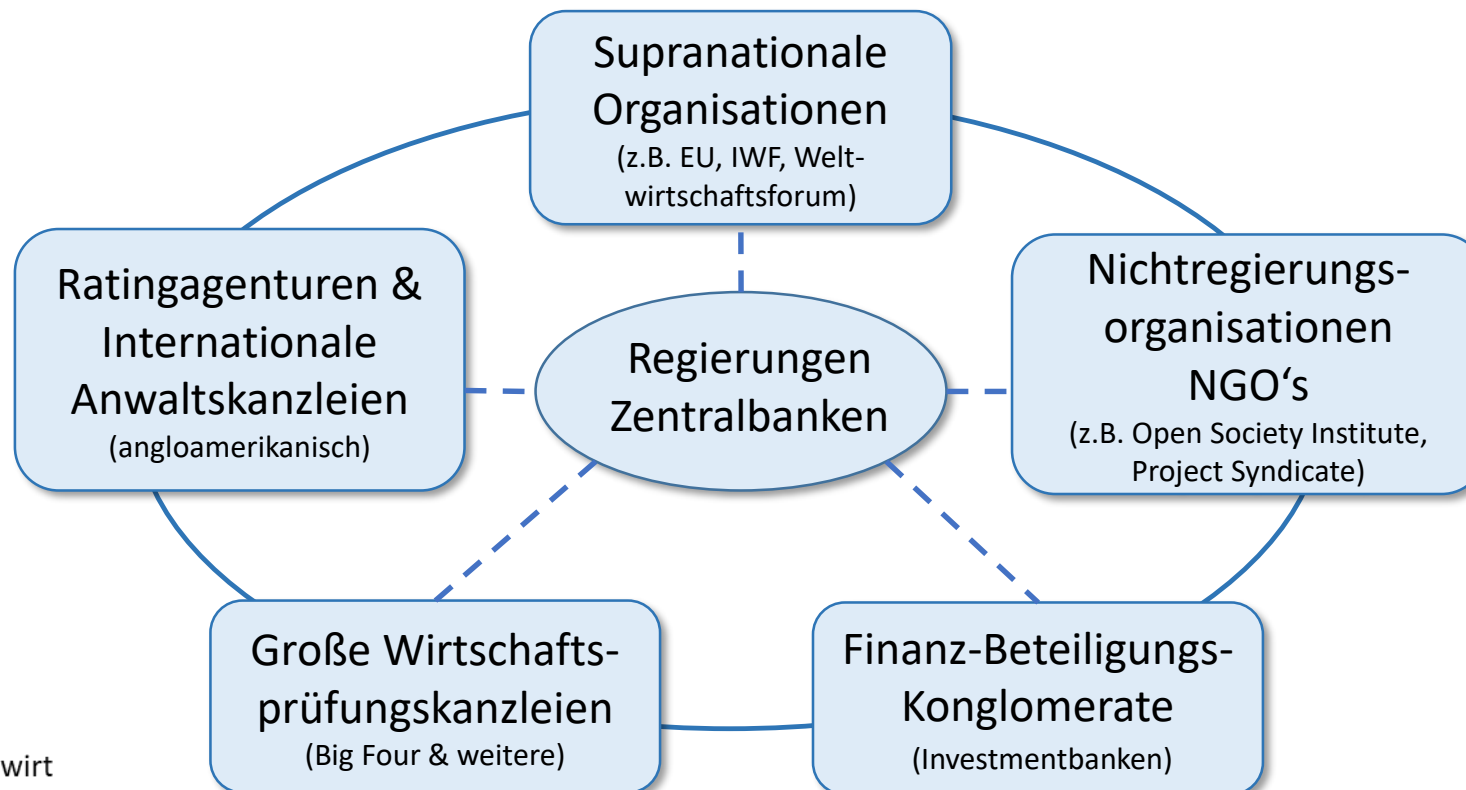 Supranationale
Organisationen
(z.B. EU, IWF, Welt-
wirtschaftsforum)
Ratingagenturen &
Internationale
Anwaltskanzleien
(angloamerikanisch)
Regierungen
Zentralbanken
Nichtregierungs-
organisationen
NGO‘s
(z.B. Open Society Institute,
Project Syndicate)
Große Wirtschafts-
prüfungskanzleien
(Big Four & weitere)
Finanz-Beteiligungs-
Konglomerate
(Investmentbanken)
wirt